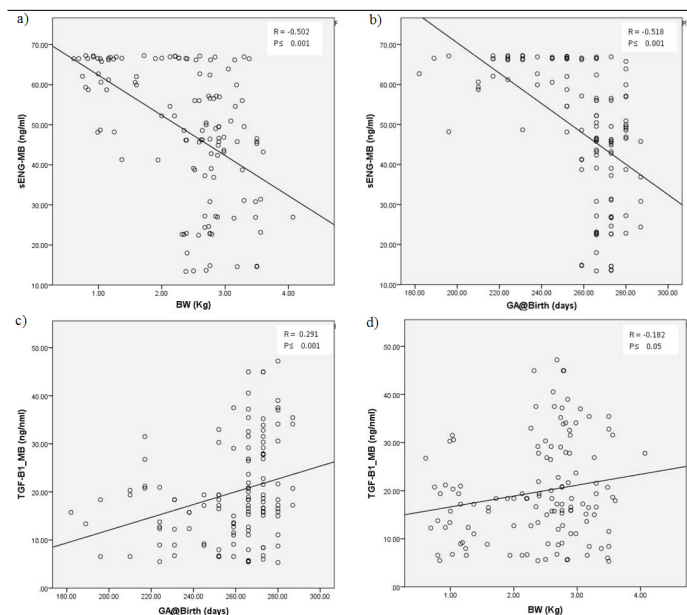 a)
R = -0.502
P≤ 0.001
sENG-MB (ng/ml)
70.00
60.00
50.00
40.00
30.00
20.00
10.00
1.00 2.00 3.00 4.00
BW (Kg)
b)
R = -0.518
P≤ 0.001
sENG-MB (ng/ml)
70.00
60.00
50.00
40.00
30.00
20.00
10.00
180.00 200.00 220.00 240.00 260.00 280.00 300.00
GA@Birth (days)
c)
R = 0.291
P≤ 0.001
TGF-B1_MB (ng/nml)
50.00
40.00
30.00
20.00
10.00
.00
180.00 200.00 220.00 240.00 260.00 280.00 300.00
GA@Birth (days)
d)
R = -0.182
P≤ 0.05
TGF-B1_MB (ng/nml)
50.00
40.00
30.00
20.00
10.00
.00
.00 1.00 2.00 3.00 4.00
BW (Kg)